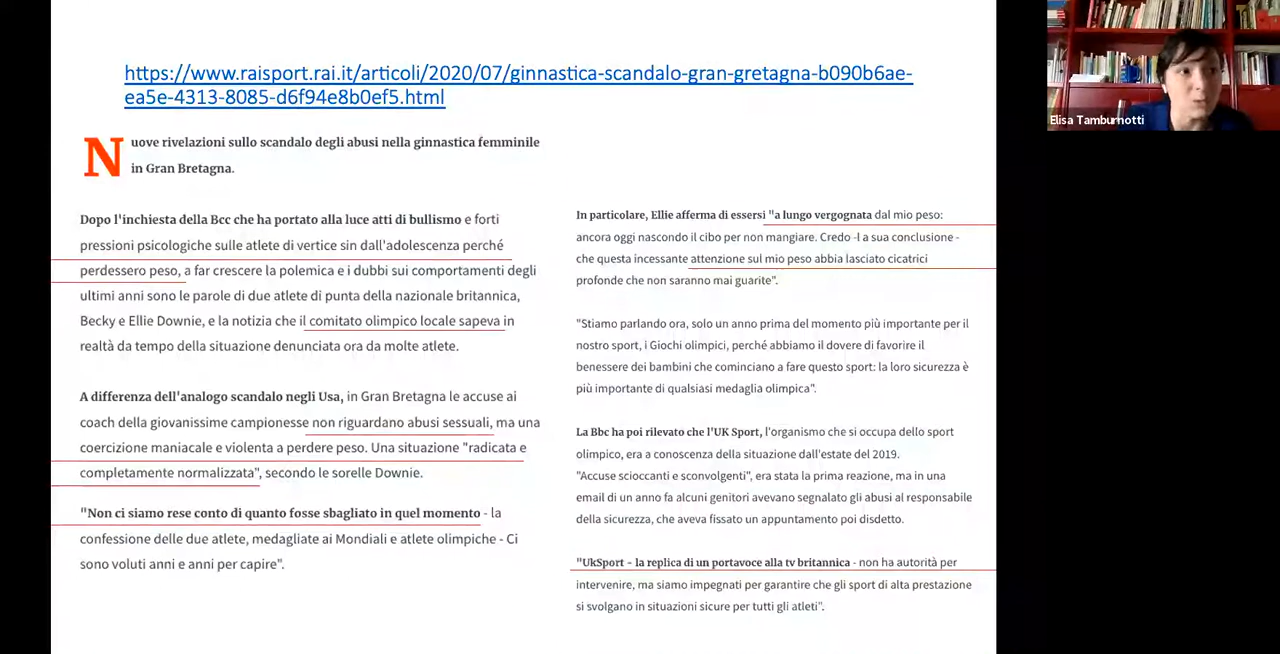 https://www.raisport.rai.it/articoli/2020/07/ginnastica-scandalo-gran-gretagna-b090b6ae-
ea5e-4313-8085-d6f94e8b0ef5.html
Nuove rivelazioni sullo scandalo degli abusi nella ginnastica femminile
in Gran Bretagna.
Dopo l'inchiesta della Bcc che ha portato alla luce atti di bullismo e forti
pressioni psicologiche sulle atlete di vertice sin dall'adolescenza perché
perdessero peso, a far crescere la polemica e i dubbi sui comportamenti degli
ultimi anni sono le parole di due atlete di punta della nazionale britannica,
Becky e Ellie Downie, e la notizia che il comitato olimpico locale sapeva in
realtà da tempo della situazione denunciata ora da molte atlete.
A differenza dell'analogo scandalo negli Usa, in Gran Bretagna le accuse ai
coach della giovanissime campionesse non riguardano abusi sessuali, ma una
coercizione maniacale e violenta a perdere peso. Una situazione "radicata e
completamente normalizzata", secondo le sorelle Downie.
"Non ci siamo rese conto di quanto fosse sbagliato in quel momento - la
confessione delle due atlete, medagliate ai Mondiali e atlete olimpiche - Ci
sono voluti anni e anni per capire".
In particolare, Ellie afferma di essersi "a lungo vergognata dal mio peso:
ancora oggi nascondo il cibo per non mangiare. Credo -l a sua conclusione -
che questa incessante attenzione sul mio peso abbia lasciato cicatrici
profonde che non saranno mai guarite".
"Stiamo parlando ora, solo un anno prima del momento più importante per il
nostro sport, i Giochi olimpici, perché abbiamo il dovere di favorire il
benessere dei bambini che cominciano a fare questo sport: la loro sicurezza è
più importante di qualsiasi medaglia olimpica".
La Bbc ha poi rilevato che l'UK Sport, l'organismo che si occupa dello sport
olimpico, era a conoscenza della situazione dall'estate del 2019.
"Accuse scioccanti e sconvolgenti", era stata la prima reazione, ma in una
email di un anno fa alcuni genitori avevano segnalato gli abusi al responsabile
della sicurezza, che aveva fissato un appuntamento poi disdetto.
"UkSport - la replica di un portavoce alla tv britannica - non ha autorità per
intervenire, ma siamo impegnati per garantire che gli sport di alta prestazione
si svolgano in situazioni sicure per tutti gli atleti".
Elisa Tamburnotti